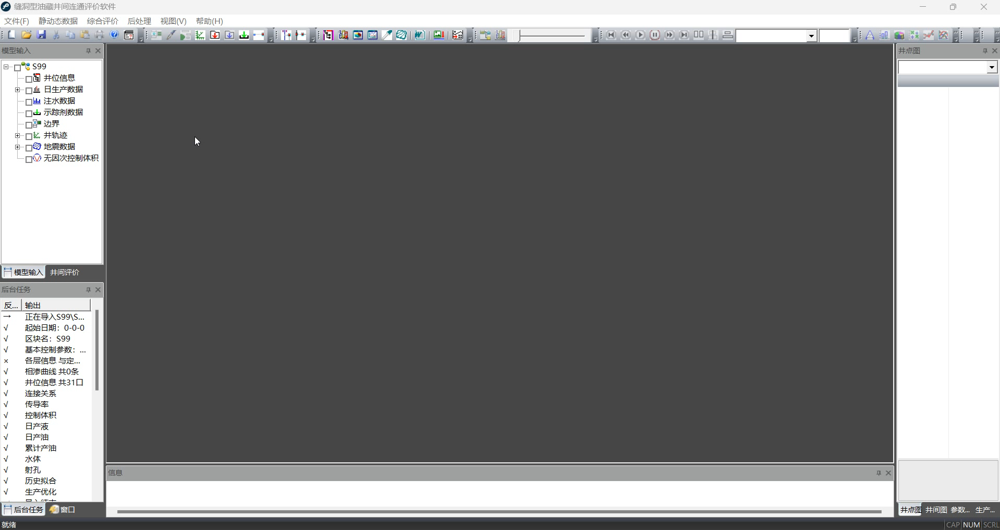 缝洞型油藏井间连通评价软件
文件(F) 静动态数据 综合评价 后处理 视图(V) 帮助(H)
模型输入
S99
井位信息
日生产数据
注水数据
示踪剂数据
边界
井轨迹
地震数据
无因次控制体积
模型输入 井间评价
后台任务
反... 输出
→ 正在导入S99\S...
√ 起始日期：0-0-0
√ 区块名：S99
√ 基本控制参数：...
× 各层信息 与定...
√ 相渗曲线 共0条
√ 井位信息 共31口
√ 连接关系
√ 传导率
√ 控制体积
√ 日产液
√ 日产油
√ 累计产油
√ 水体
√ 射孔
√ 历史拟合
√ 生产优化
后台任务 窗口
信息
井点图
井点图 井间图 参数... 生产...
就绪
CAP NUM SCRL